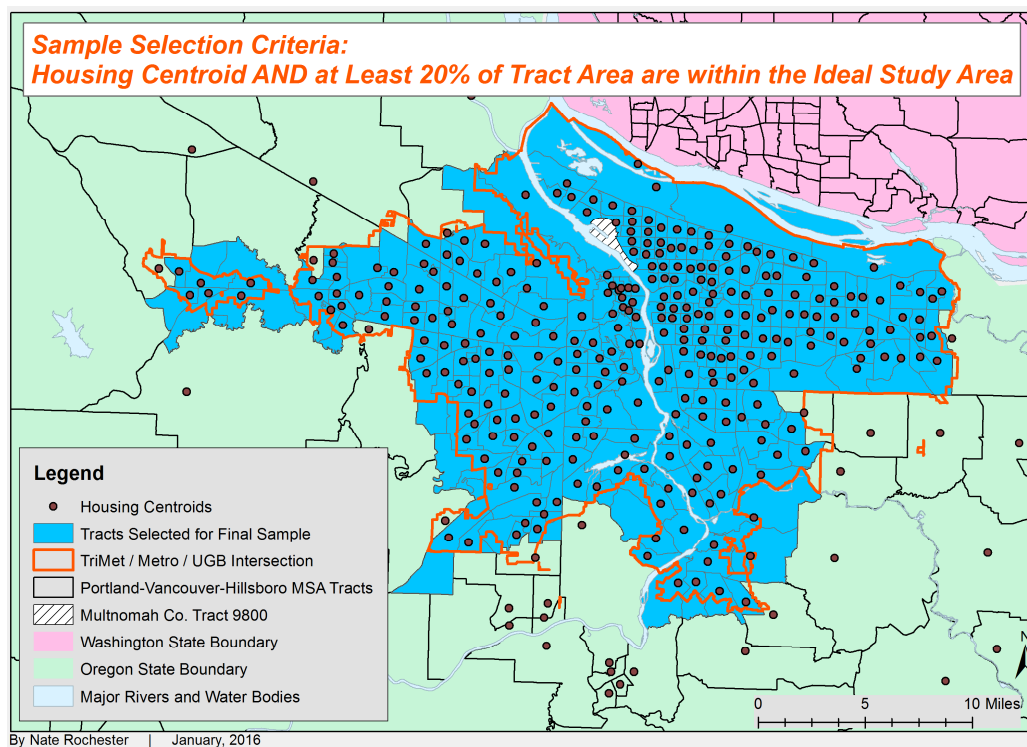 Sample Selection Criteria:
Housing Centroid AND at Least 20% of Tract Area are within the Ideal Study Area
Legend
Housing Centroids
Tracts Selected for Final Sample
TriMet / Metro / UGB Intersection
Portland-Vancouver-Hillsboro MSA Tracts
Multnomah Co. Tract 9800
Washington State Boundary
Oregon State Boundary
Major Rivers and Water Bodies
N
0 5 10 Miles
By Nate Rochester | January, 2016